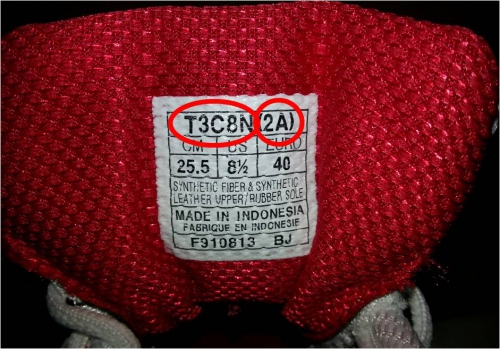 T3C8N (2A)
CM US EURO
25.5 8½ 40
SYNTHETIC FIBER & SYNTHETIC
LEATHER UPPER/RUBBER SOLE
MADE IN INDONESIA
FABRIQUE EN INDONESIE
F910813 BJ